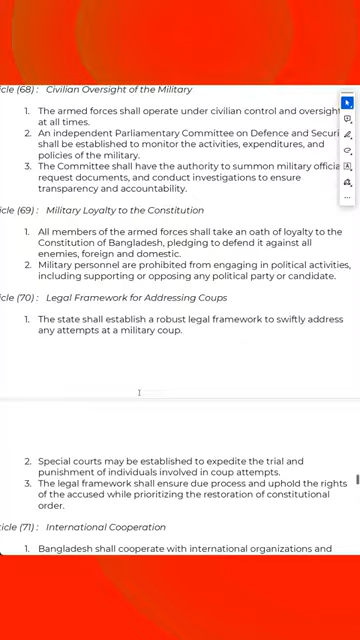 icle (68) : Civilian Oversight of the Military
1. The armed forces shall operate under civilian control and oversight
at all times.
2. An independent Parliamentary Committee on Defence and Securi
shall be established to monitor the activities, expenditures, and
policies of the military.
3. The Committee shall have the authority to summon military officia
request documents, and conduct investigations to ensure
transparency and accountability.
icle (69) : Military Loyalty to the Constitution
1. All members of the armed forces shall take an oath of loyalty to the
Constitution of Bangladesh, pledging to defend it against all
enemies, foreign and domestic.
2. Military personnel are prohibited from engaging in political activities,
including supporting or opposing any political party or candidate.
icle (70) : Legal Framework for Addressing Coups
1. The state shall establish a robust legal framework to swiftly address
any attempts at a military coup.
2. Special courts may be established to expedite the trial and
punishment of individuals involved in coup attempts.
3. The legal framework shall ensure due process and uphold the rights
of the accused while prioritizing the restoration of constitutional
order.
ticle (71) : International Cooperation
1. Bangladesh shall cooperate with international organizations and